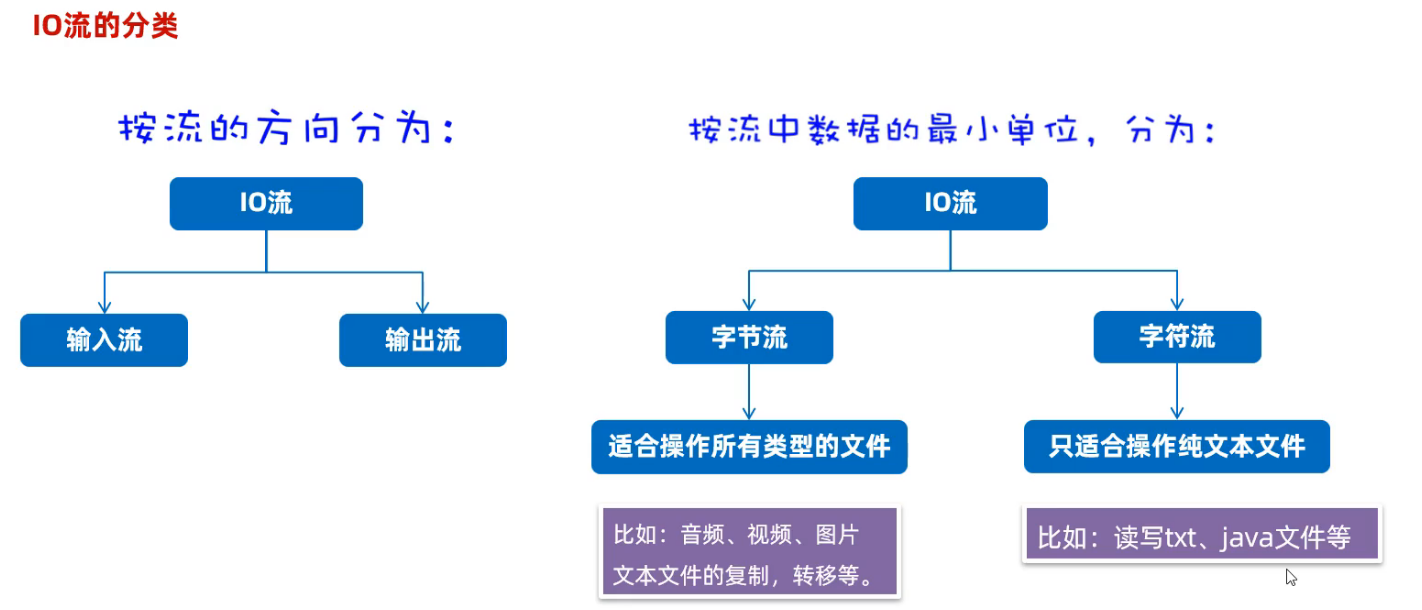 IO流的分类
按流的方向分为：
IO流
输入流
输出流
按流中数据的最小单位，分为：
IO流
字节流
字符流
适合操作所有类型的文件
只适合操作纯文本文件
比如：音频、视频、图片
文本文件的复制，转移等。
比如：读写txt、java文件等